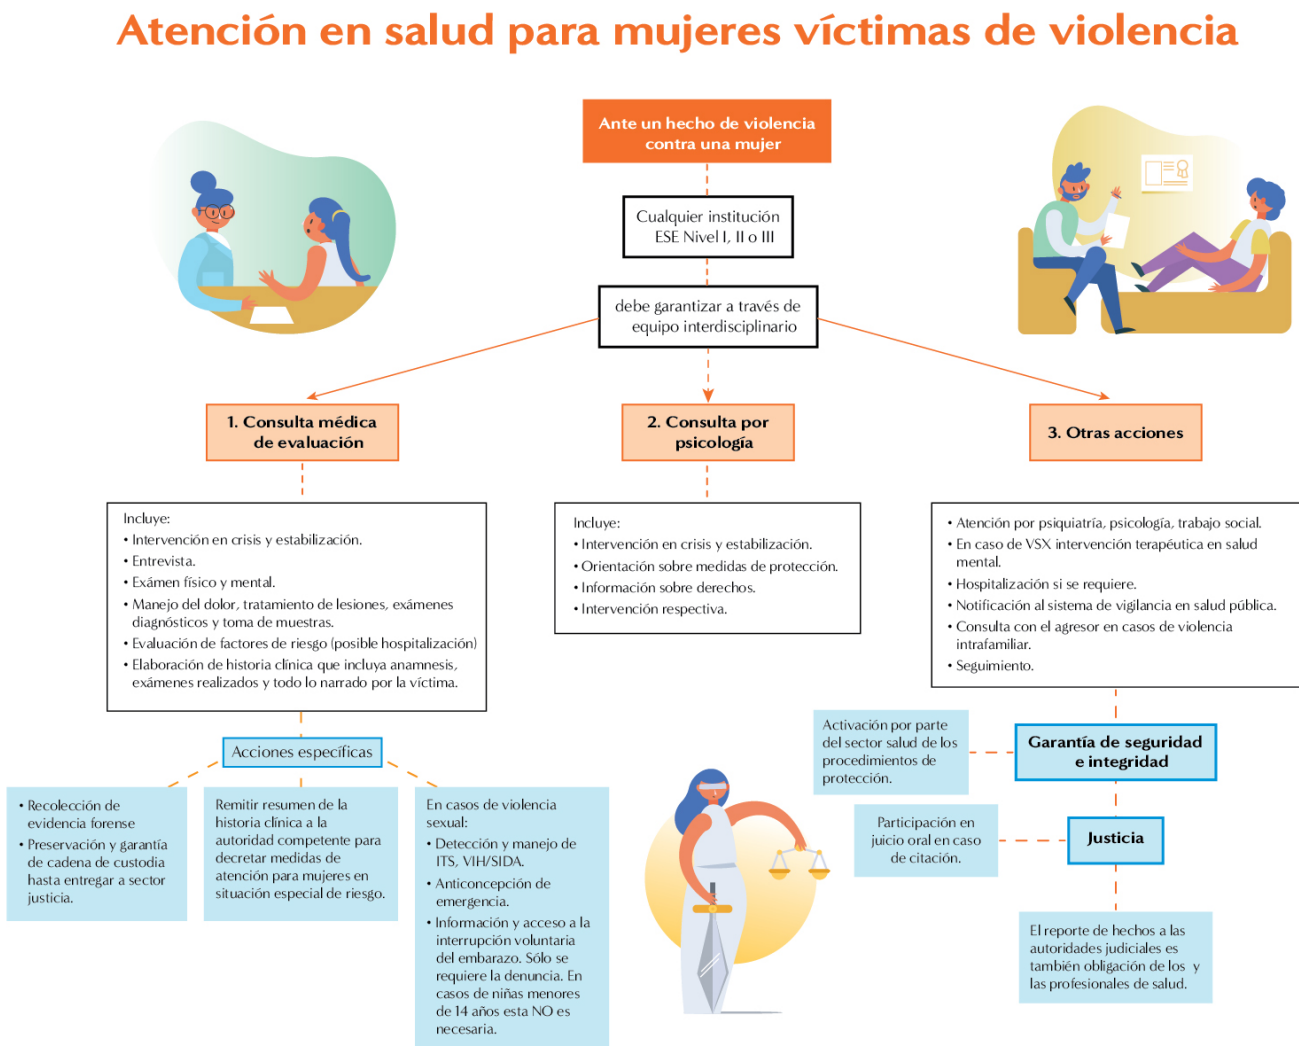 Atención en salud para mujeres víctimas de violencia
Ante un hecho de violencia
contra una mujer
Cualquier institución
ESE Nivel I, II o III
debe garantizar a través de
equipo interdisciplinario
1. Consulta médica
de evaluación
Incluye:
• Intervención en crisis y estabilización.
• Entrevista.
• Exámen físico y mental.
• Manejo del dolor, tratamiento de lesiones, exámenes
diagnósticos y toma de muestras.
• Evaluación de factores de riesgo (posible hospitalización)
• Elaboración de historia clínica que incluya anamnesis,
exámenes realizados y todo lo narrado por la víctima.
Acciones específicas
• Recolección de
evidencia forense
• Preservación y garantía
de cadena de custodia
hasta entregar a sector
justicia.
Remitir resumen de la
historia clínica a la
autoridad competente para
decretar medidas de
atención para mujeres en
situación especial de riesgo.
En casos de violencia
sexual:
• Detección y manejo de
ITS, VIH/SIDA.
• Anticoncepción de
emergencia.
• Información y acceso a la
interrupción voluntaria
del embarazo. Sólo se
requiere la denuncia. En
casos de niñas menores
de 14 años esta NO es
necesaria.
2. Consulta por
psicología
Incluye:
• Intervención en crisis y estabilización.
• Orientación sobre medidas de protección.
• Información sobre derechos.
• Intervención respectiva.
3. Otras acciones
• Atención por psiquiatría, psicología, trabajo social.
• En caso de VSX intervención terapéutica en salud
mental.
• Hospitalización si se requiere.
• Notificación al sistema de vigilancia en salud pública.
• Consulta con el agresor en casos de violencia
intrafamiliar.
• Seguimiento.
Garantía de seguridad
e integridad
Activación por parte
del sector salud de los
procedimientos de
protección.
Justicia
Participación en
juicio oral en caso
de citación.
El reporte de hechos a las
autoridades judiciales es
también obligación de los y
las profesionales de salud.